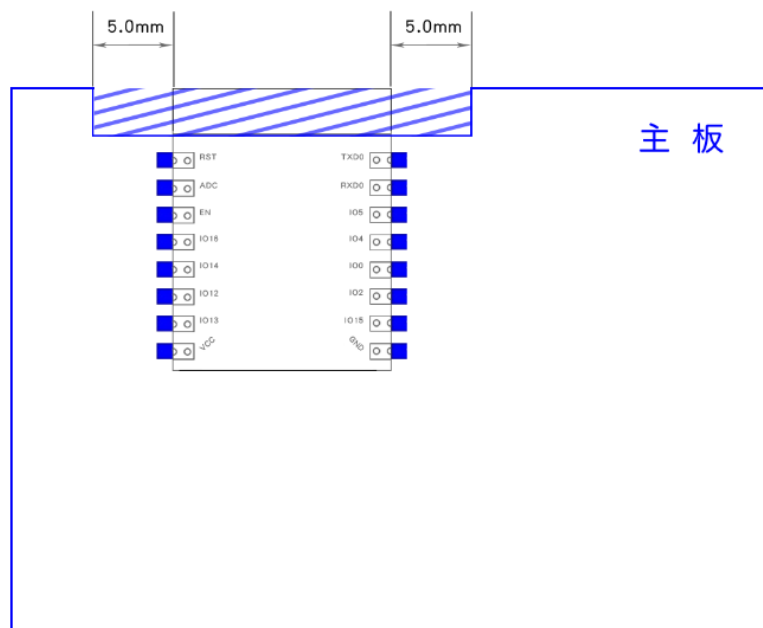 5.0mm 5.0mm
主板
RST TXD0
ADC RXD0
EN IO5
IO16 IO4
IO14 IO0
IO12 IO2
IO13 IO15
VCC GND